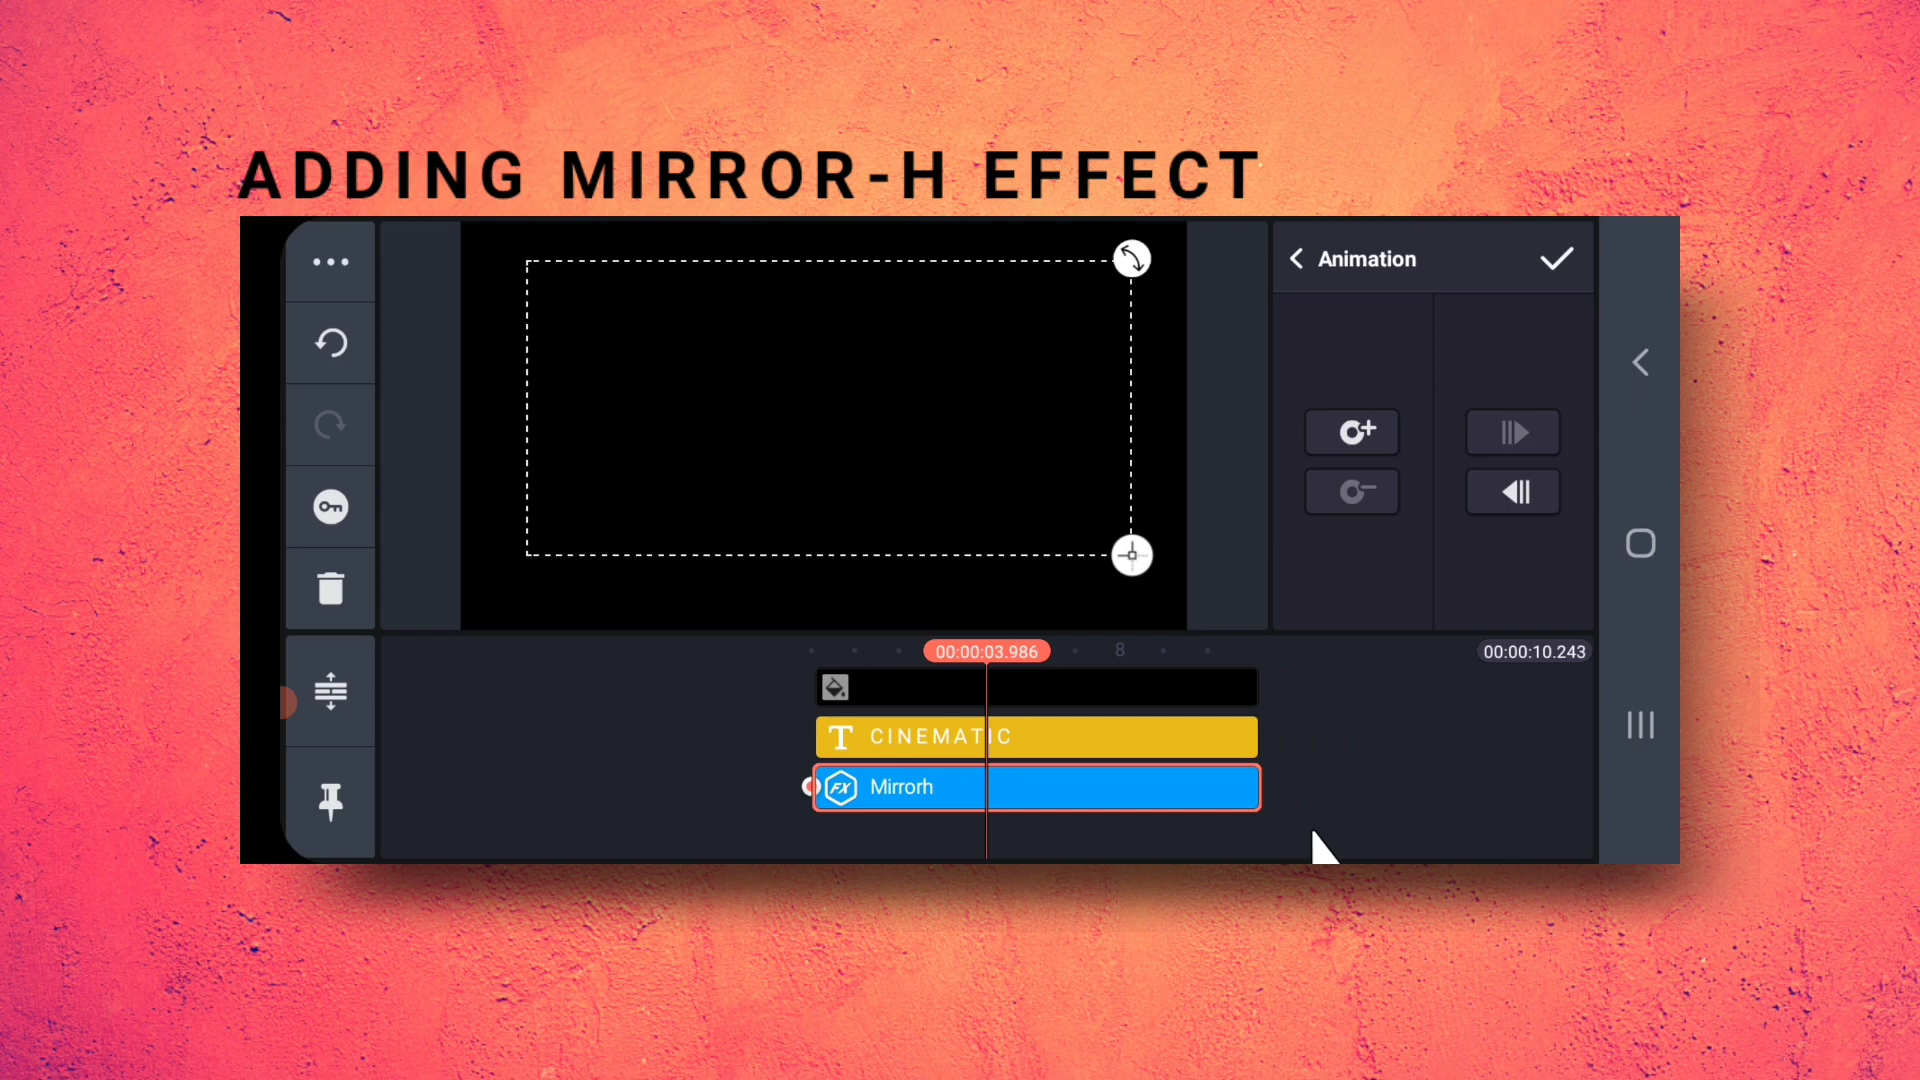 ADDING MIRROR-H EFFECT
Animation
00:00:03.986
8
00:00:10.243
T CINEMATIC
FX Mirrorh